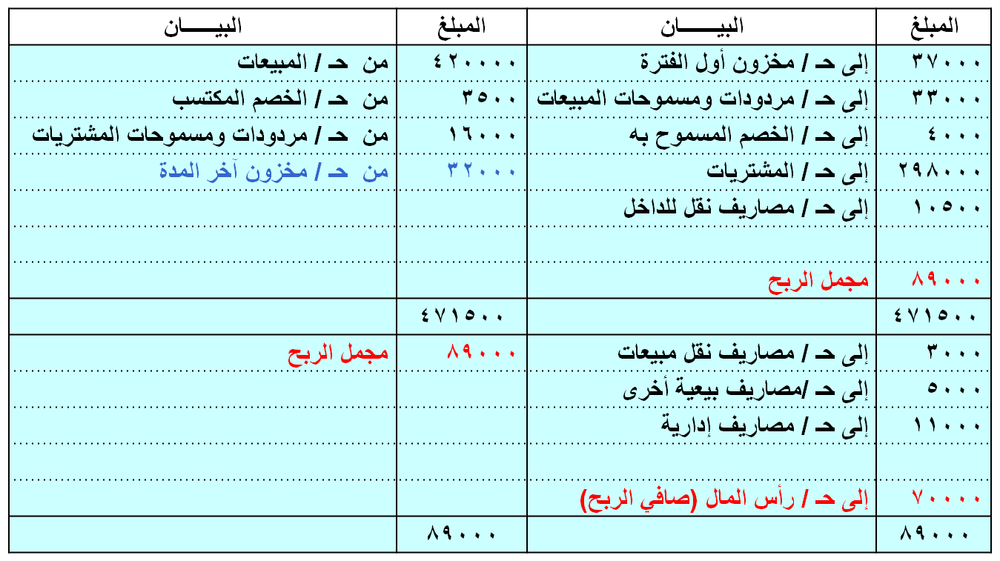 المبلغ البيـــــــان المبلغ البيــــــان
٣٧٠٠٠ إلى حـ / مخزون أول الفترة ٤٢٠٠٠٠ من حـ / المبيعات
٣٣٠٠٠ إلى حـ / مردودات ومسموحات المبيعات ٣٥٠٠ من حـ / الخصم المكتسب
٤٠٠٠ إلى حـ / الخصم المسموح به ١٦٠٠٠ من حـ / مردودات ومسموحات المشتريات
٢٩٨٠٠٠ إلى حـ / المشتريات ٣٢٠٠٠ من حـ / مخزون آخر المدة
١٠٥٠٠ إلى حـ / مصاريف نقل للداخل
٨٩٠٠٠ مجمل الربح
٤٧١٥٠٠ ٤٧١٥٠٠
٣٠٠٠ إلى حـ / مصاريف نقل مبيعات ٨٩٠٠٠ مجمل الربح
٥٠٠٠ إلى حـ /مصاريف بيعية أخرى
١١٠٠٠ إلى حـ / مصاريف إدارية
٧٠٠٠٠ إلى حـ / رأس المال (صافي الربح)
٨٩٠٠٠ ٨٩٠٠٠